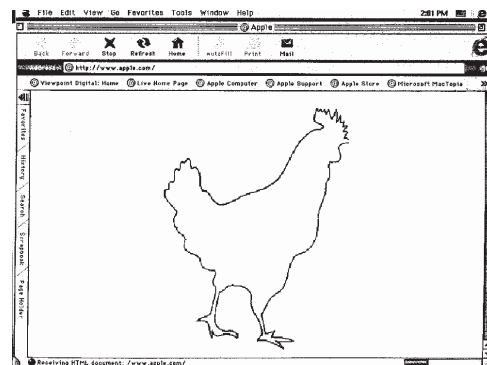 File Edit View Go Favorites Tools Window Help 2:01 PM
Apple
Back Forward Stop Refresh Home AutoFill Print Mail
http://www.apple.com/
Viewpoint Digital: Home Live Home Page Apple Computer Apple Support Apple Store Microsoft MacTopia
Favorites
History
Search
Scrapbook
Page Holder
Receiving HTML document: /www.apple.com/